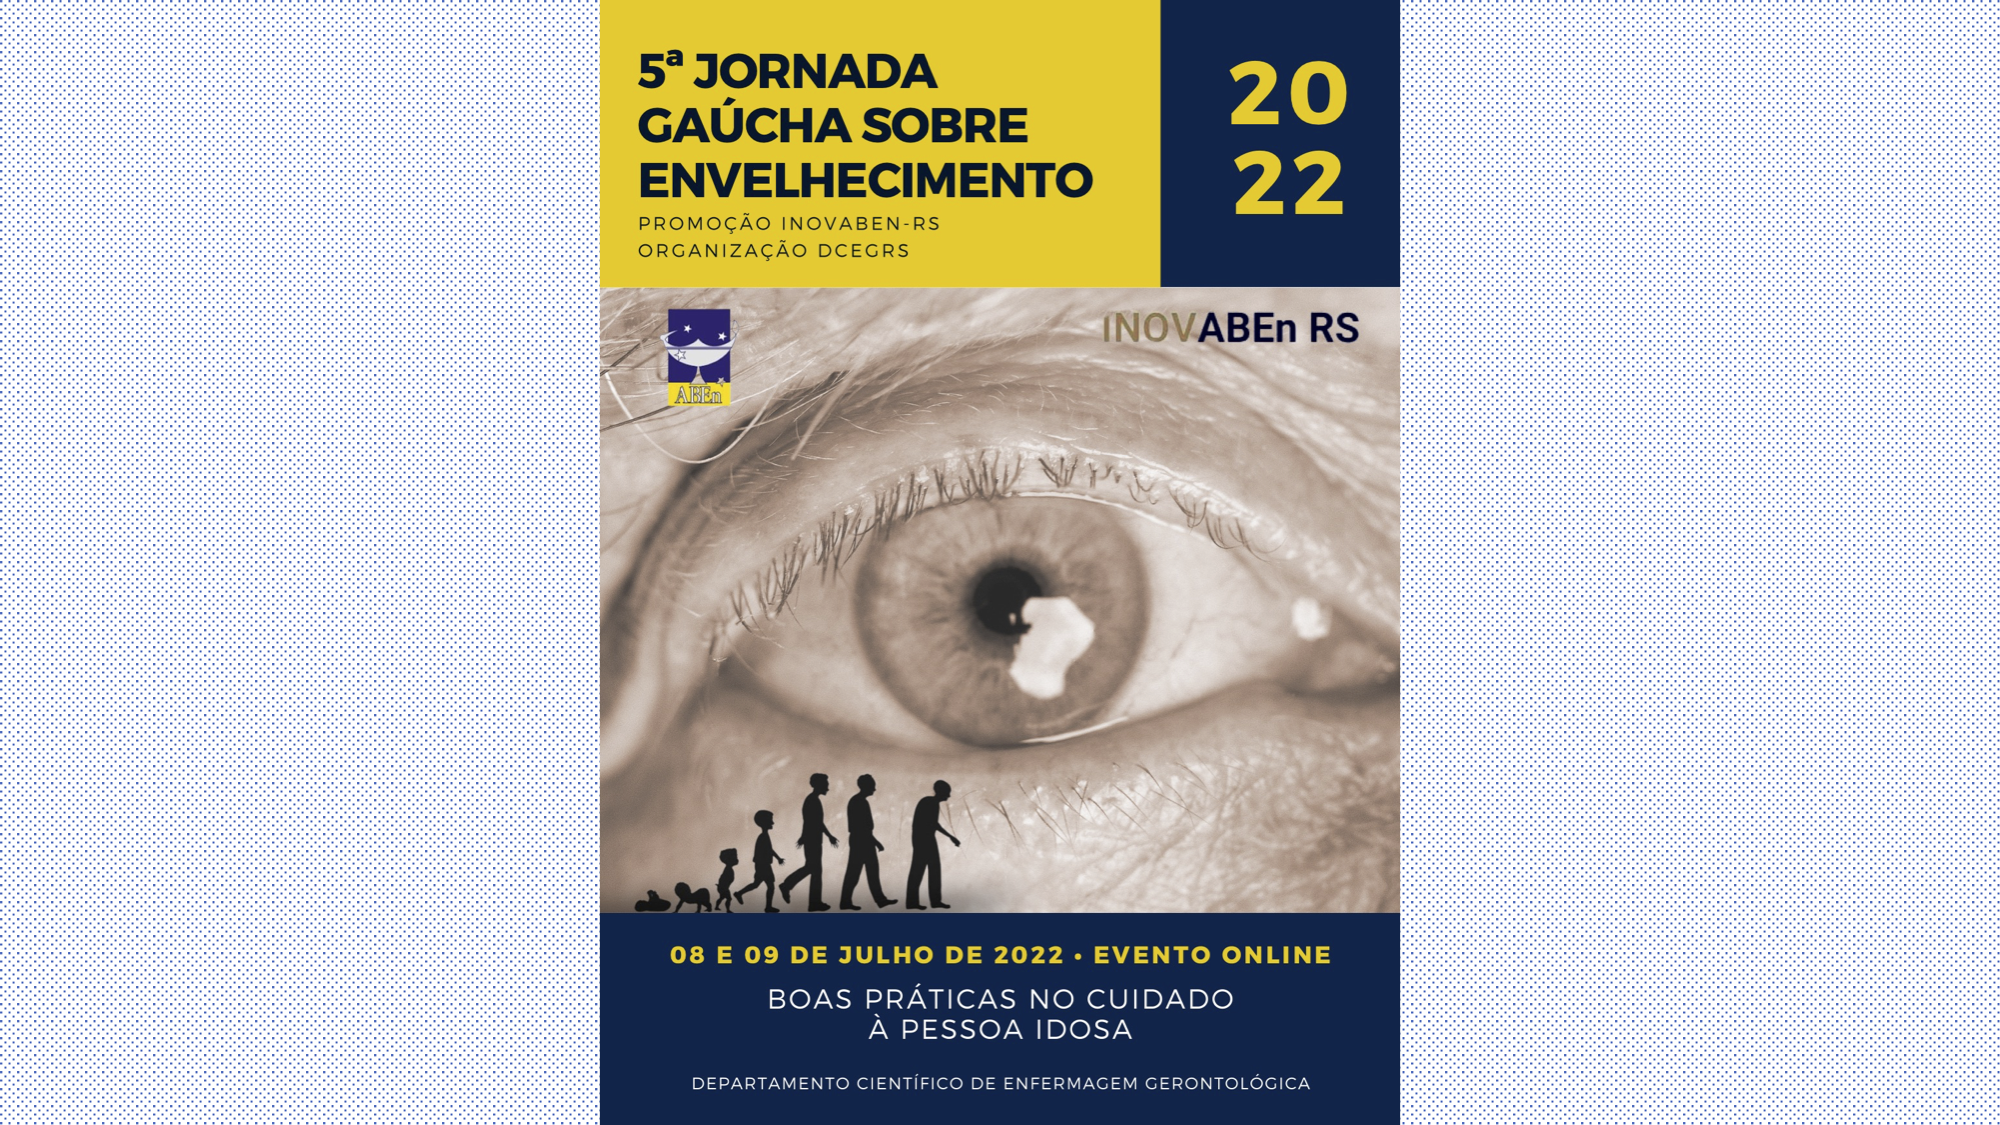 5ª JORNADA
GAÚCHA SOBRE
ENVELHECIMENTO
PROMOÇÃO INOVABEN-RS
ORGANIZAÇÃO DCEGRS
20
22
ABEn
iNOVABEn RS
08 E 09 DE JULHO DE 2022 • EVENTO ONLINE
BOAS PRÁTICAS NO CUIDADO
À PESSOA IDOSA
DEPARTAMENTO CIENTÍFICO DE ENFERMAGEM GERONTOLÓGICA